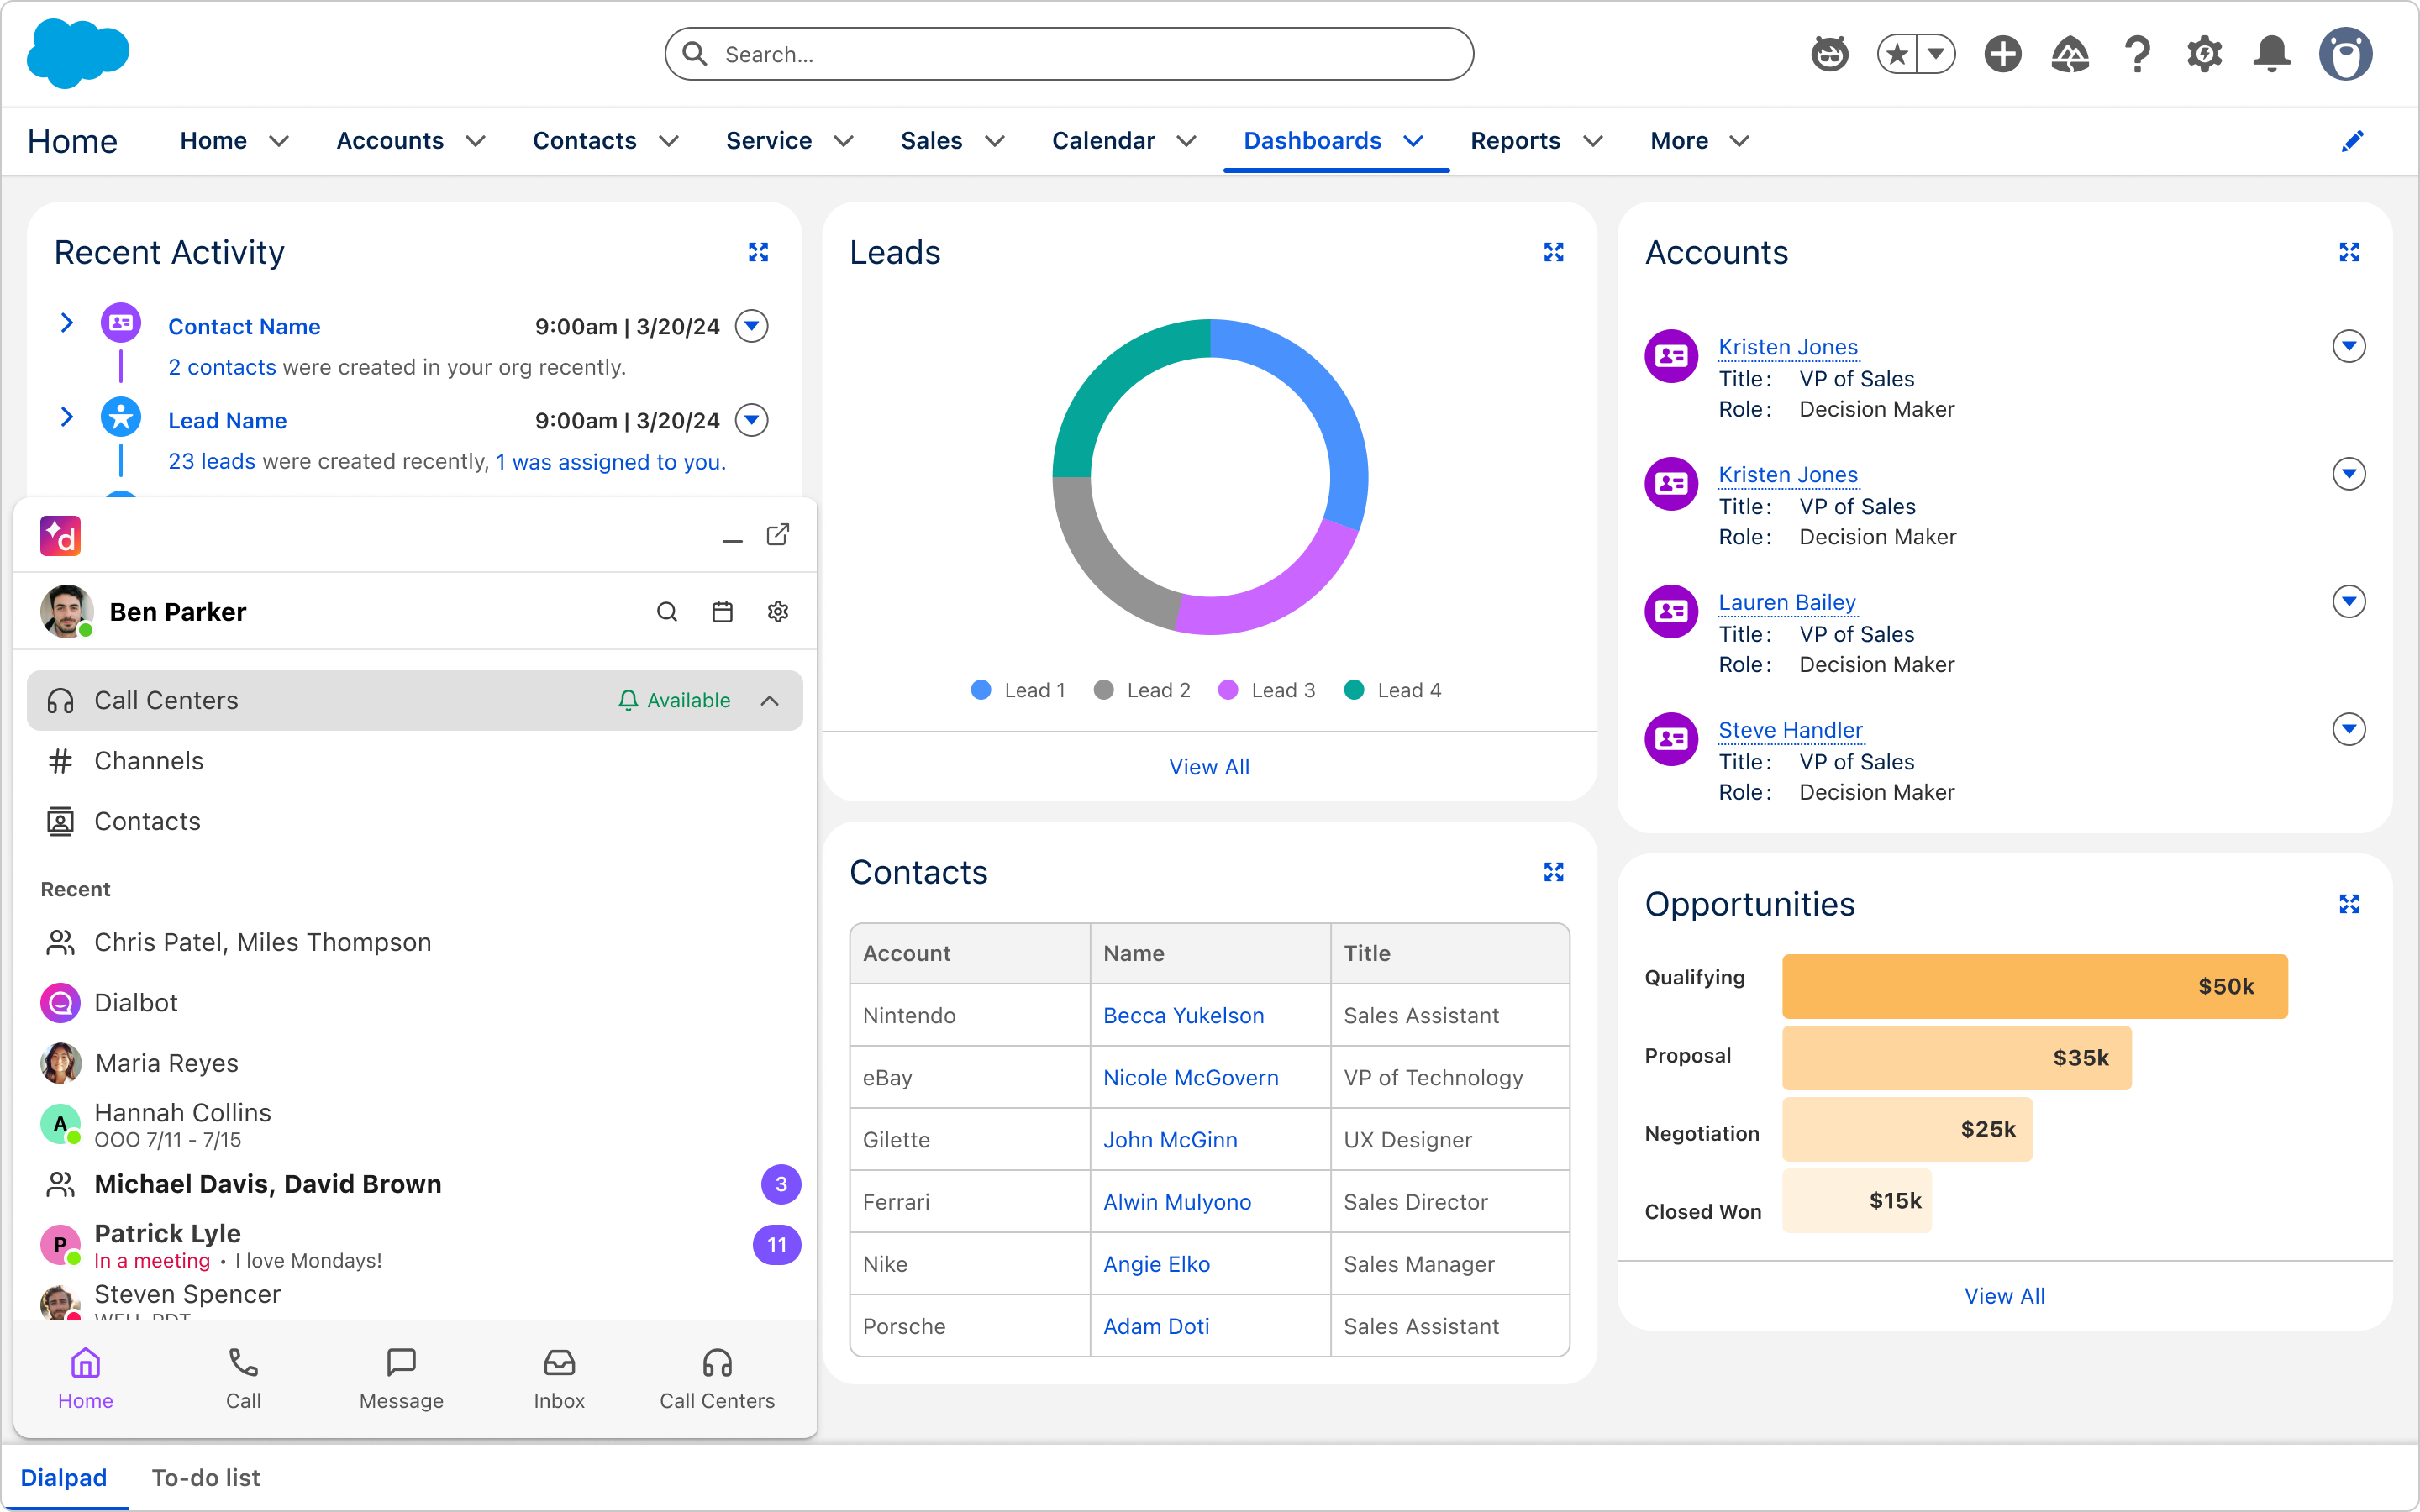 Search...
Home
Home
Accounts
Contacts
Service
Sales
Calendar
Dashboards
Reports
More
Recent Activity
Contact Name
9:00am | 3/20/24
2 contacts were created in your org recently.
Lead Name
9:00am | 3/20/24
23 leads were created recently, 1 was assigned to you.
d
Ben Parker
Call Centers
Available
Channels
Contacts
Recent
Chris Patel, Miles Thompson
Dialbot
Maria Reyes
A
Hannah Collins
OOO 7/11 - 7/15
Michael Davis, David Brown
3
P
Patrick Lyle
In a meeting • I love Mondays!
11
Steven Spencer
Home
Call
Message
Inbox
Call Centers
Leads
Lead 1
Lead 2
Lead 3
Lead 4
View All
Contacts
Account Name Title
Nintendo Becca Yukelson Sales Assistant
eBay Nicole McGovern VP of Technology
Gilette John McGinn UX Designer
Ferrari Alwin Mulyono Sales Director
Nike Angie Elko Sales Manager
Porsche Adam Doti Sales Assistant
Accounts
Kristen Jones
Title: VP of Sales
Role: Decision Maker
Kristen Jones
Title: VP of Sales
Role: Decision Maker
Lauren Bailey
Title: VP of Sales
Role: Decision Maker
Steve Handler
Title: VP of Sales
Role: Decision Maker
Opportunities
Qualifying $50k
Proposal $35k
Negotiation $25k
Closed Won $15k
View All
Dialpad
To-do list